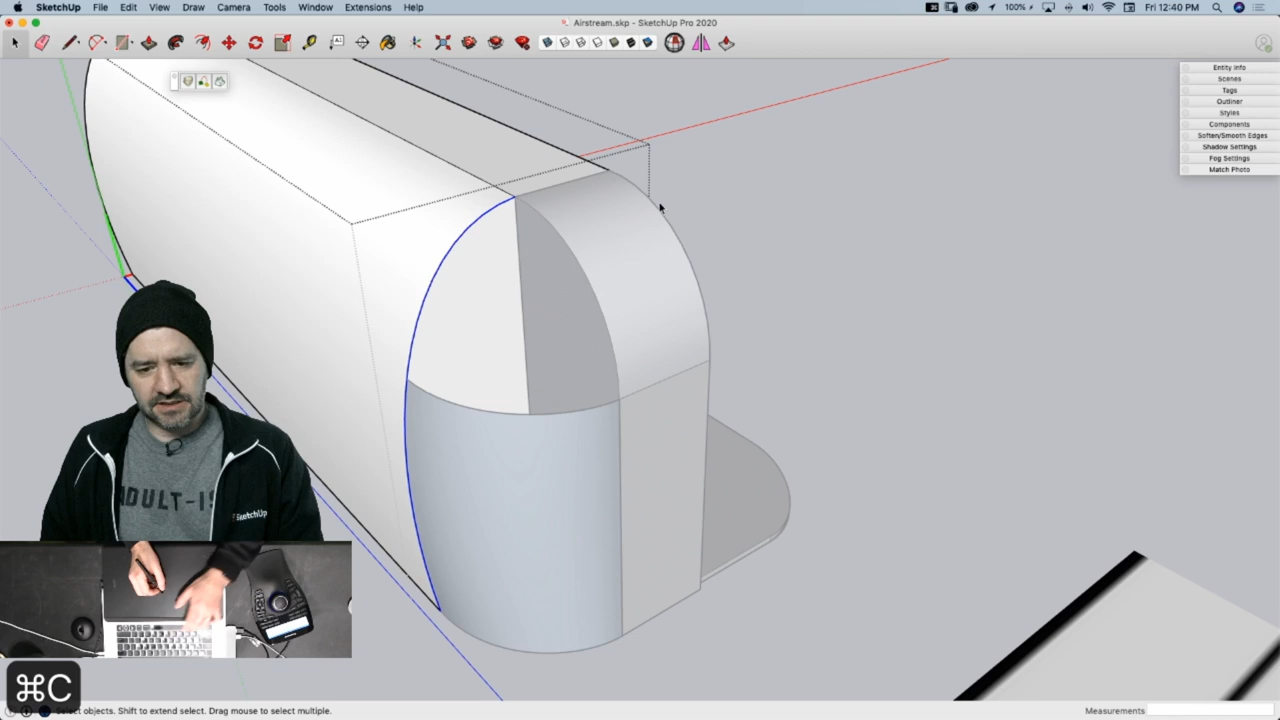 SketchUp File Edit View Draw Camera Tools Window Extensions Help
100% Fri 12:40 PM
Airstream.skp - SketchUp Pro 2020
Entity Info
Scenes
Tags
Outliner
Styles
Components
Soften/Smooth Edges
Shadow Settings
Fog Settings
Match Photo
ADULT-IS
SketchUp
⌘C
Select objects. Shift to extend select. Drag mouse to select multiple.
Measurements